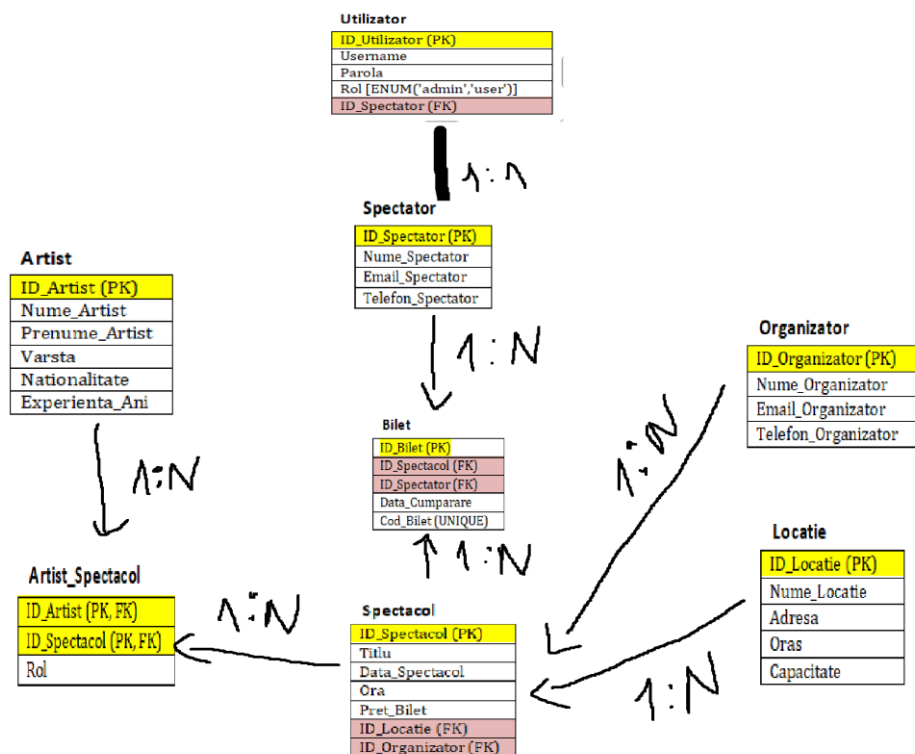 Utilizator
ID_Utilizator (PK)
Username
Parola
Rol [ENUM('admin','user')]
ID_Spectator (FK)
1:1
Spectator
ID_Spectator (PK)
Nume_Spectator
Email_Spectator
Telefon_Spectator
1:N
Artist
ID_Artist (PK)
Nume_Artist
Prenume_Artist
Varsta
Nationalitate
Experienta_Ani
1:N
Organizator
ID_Organizator (PK)
Nume_Organizator
Email_Organizator
Telefon_Organizator
1:N
Bilet
ID_Bilet (PK)
ID_Spectacol (FK)
ID_Spectator (FK)
Data_Cumparare
Cod_Bilet (UNIQUE)
1:N
Locatie
ID_Locatie (PK)
Nume_Locatie
Adresa
Oras
Capacitate
1:N
Artist_Spectacol
ID_Artist (PK, FK)
ID_Spectacol (PK, FK)
Rol
1:N
Spectacol
ID_Spectacol (PK)
Titlu
Data_Spectacol
Ora
Pret_Bilet
ID_Locatie (FK)
ID_Organizator (FK)